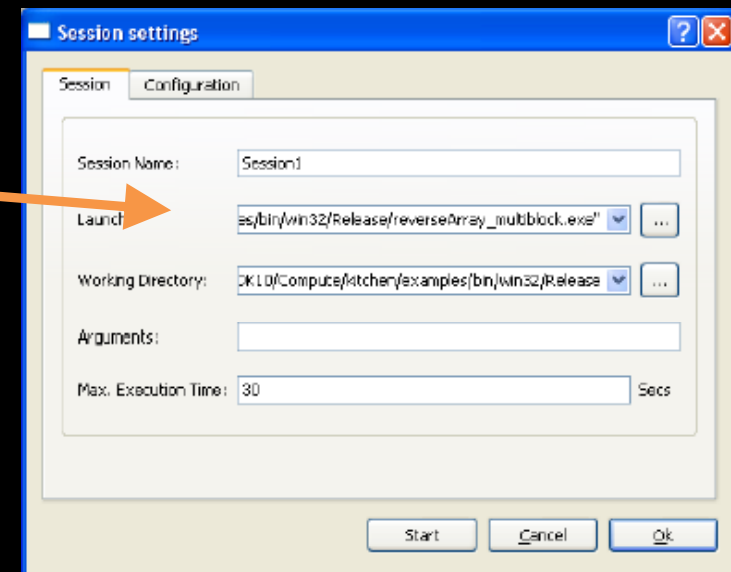 Session settings
Session Configuration
Session Name: Session1
Launch es/bin/win32/Release/reverseArray_multiblock.exe" ...
Working Directory: DK10/Compute/kitchen/examples/bin/win32/Release ...
Arguments:
Max. Execution Time: 30 Secs
Start Cancel Ok